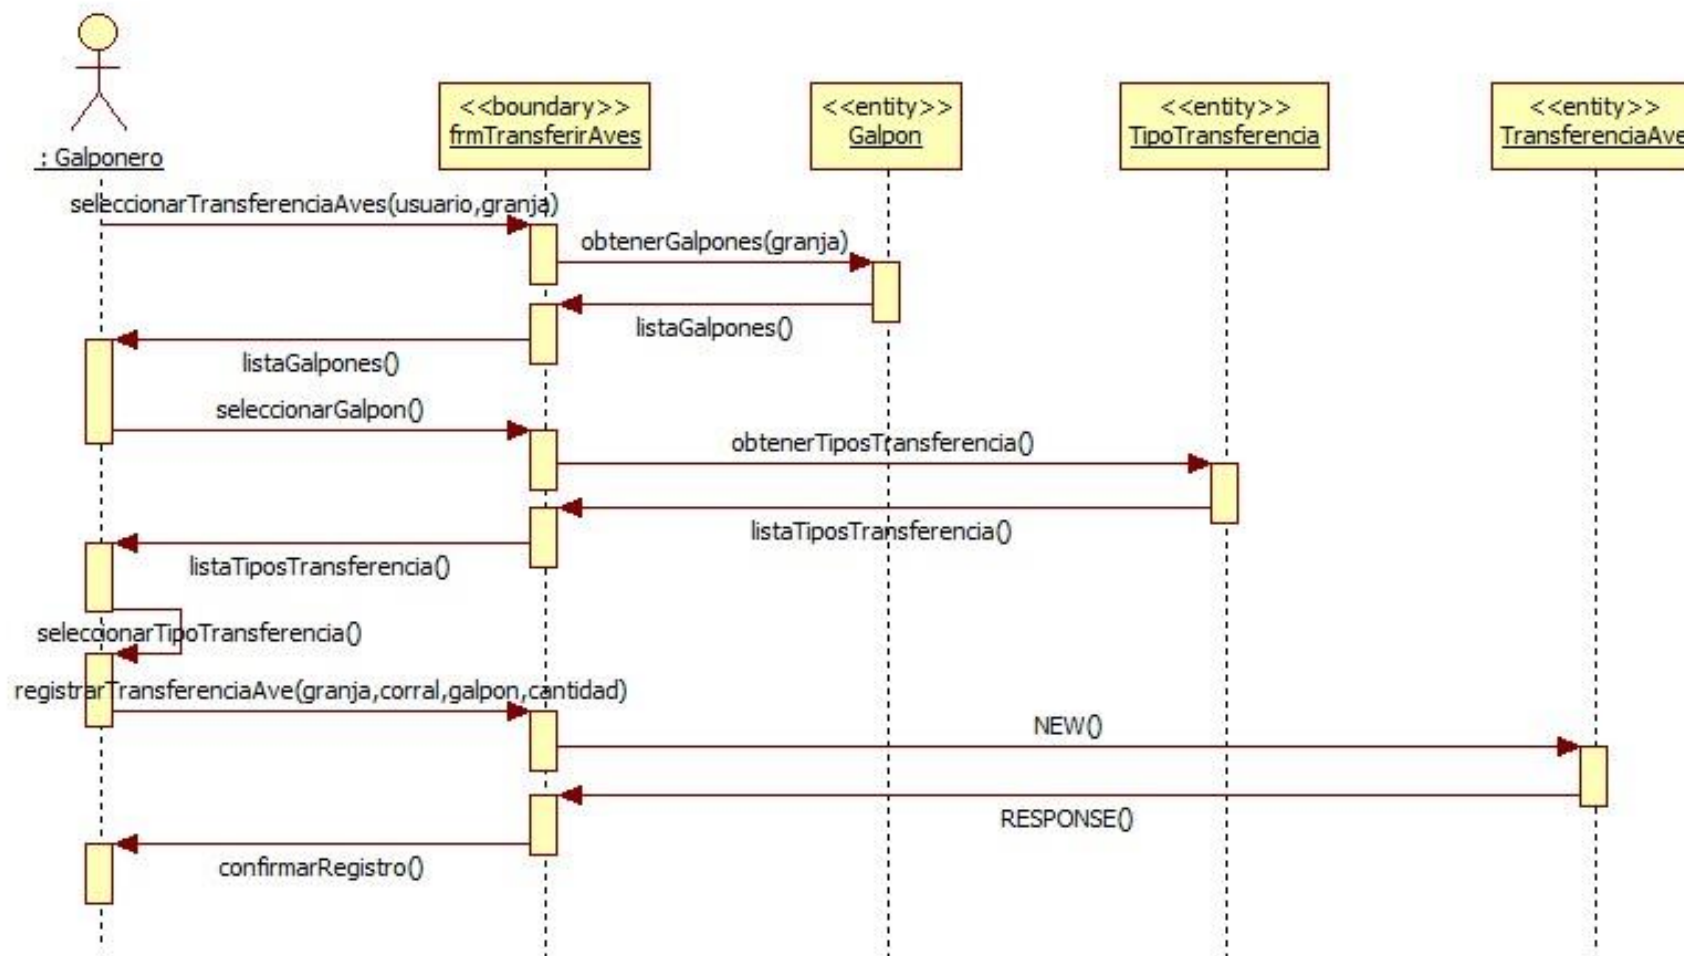 : Galponero
<<boundary>>
frmTransferirAves
<<entity>>
Galpon
<<entity>>
TipoTransferencia
<<entity>>
TransferenciaAve
seleccionarTransferenciaAves(usuario,granja)
obtenerGalpones(granja)
listaGalpones()
listaGalpones()
seleccionarGalpon()
obtenerTiposTransferencia()
listaTiposTransferencia()
listaTiposTransferencia()
seleccionarTipoTransferencia()
registrarTransferenciaAve(granja,corral,galpon,cantidad)
NEW()
RESPONSE()
confirmarRegistro()